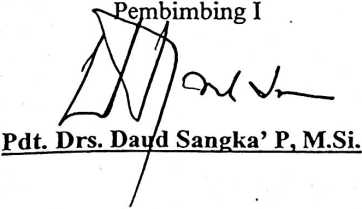 Pembimbing I
Pdt. Drs. Daud Sangka' P, M.Si.